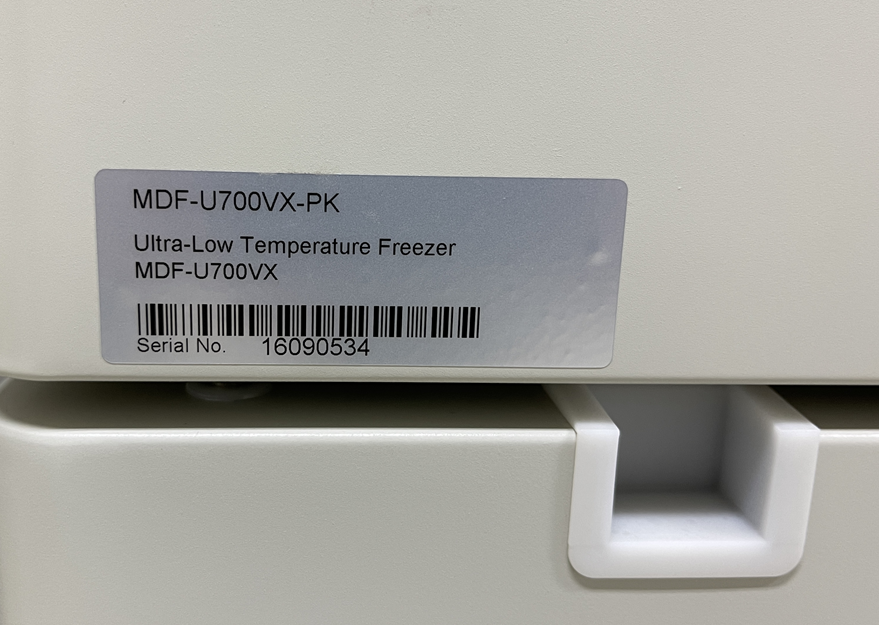 MDF-U700VX-PK
Ultra-Low Temperature Freezer
MDF-U700VX
Serial No. 16090534